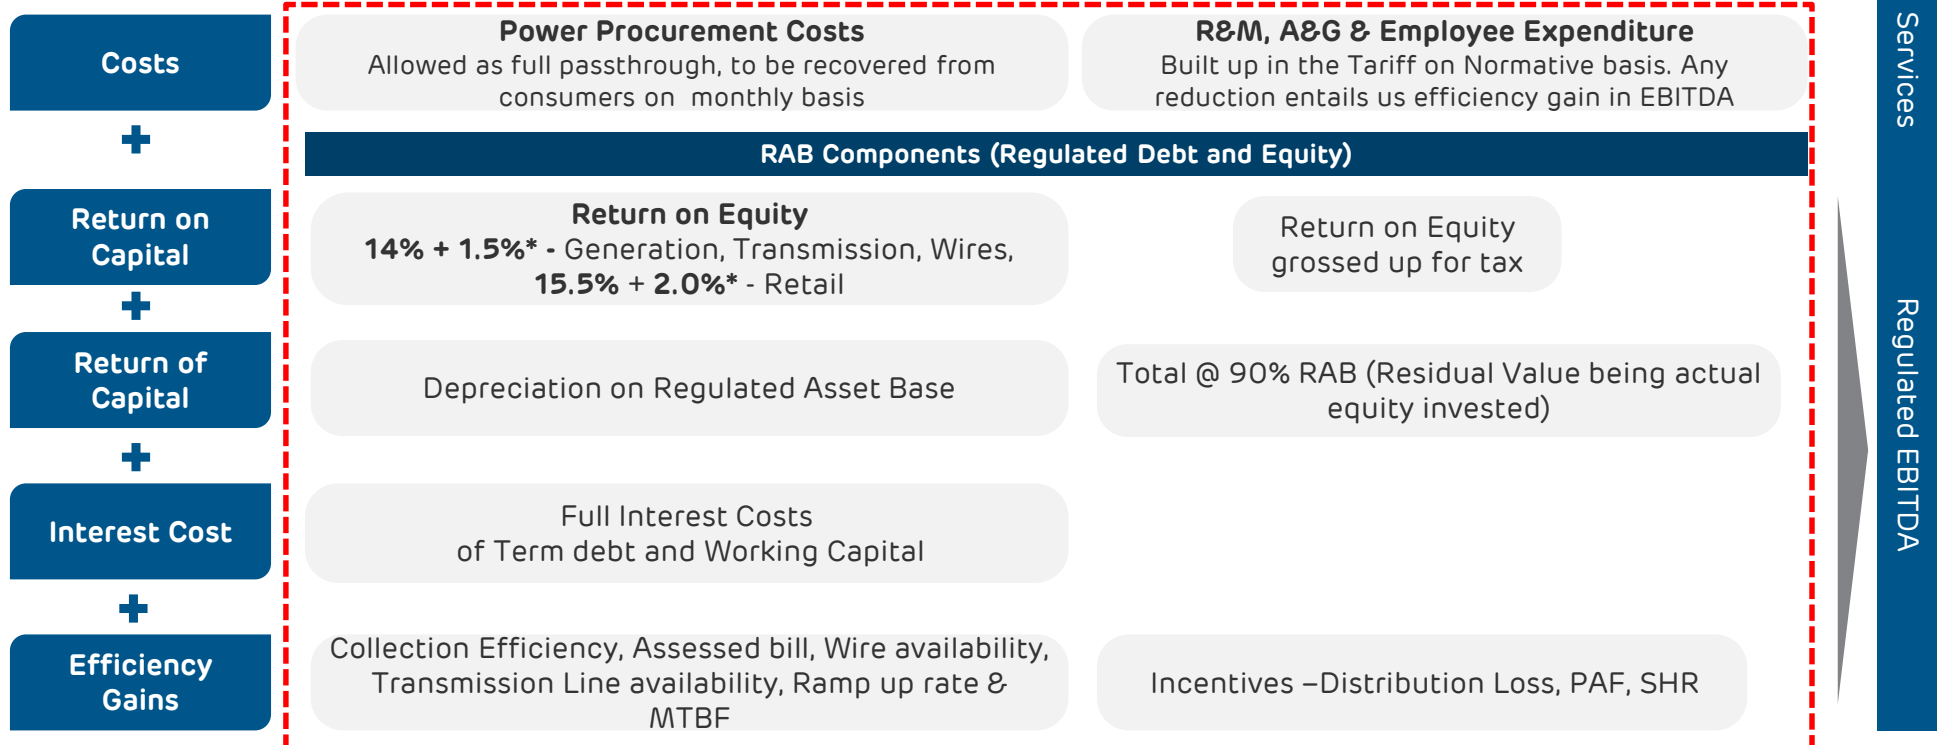 Costs
Power Procurement Costs
Allowed as full passthrough, to be recovered from
consumers on monthly basis
R&M, A&G & Employee Expenditure
Built up in the Tariff on Normative basis. Any
reduction entails us efficiency gain in EBITDA
RAB Components (Regulated Debt and Equity)
Return on
Capital
Return on Equity
14% + 1.5%* - Generation, Transmission, Wires,
15.5% + 2.0%* - Retail
Return on Equity
grossed up for tax
Return of
Capital
Depreciation on Regulated Asset Base
Total @ 90% RAB (Residual Value being actual
equity invested)
Interest Cost
Full Interest Costs
of Term debt and Working Capital
Efficiency
Gains
Collection Efficiency, Assessed bill, Wire availability,
Transmission Line availability, Ramp up rate &
MTBF
Incentives –Distribution Loss, PAF, SHR
Services
Regulated EBITDA